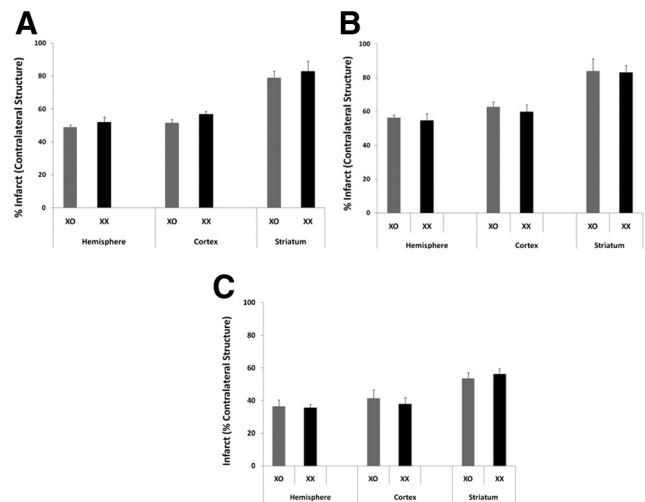 A
% Infarct (Contralateral Structure)
100
80
60
40
20
0
XO XX XO XX XO XX
Hemisphere Cortex Striatum
B
% Infarct (Contralateral Structure)
100
80
60
40
20
0
XO XX XO XX XO XX
Hemisphere Cortex Striatum
C
Infarct (% Contralateral Structure)
100
80
60
40
20
0
XO XX XO XX XO XX
Hemisphere Cortex Striatum